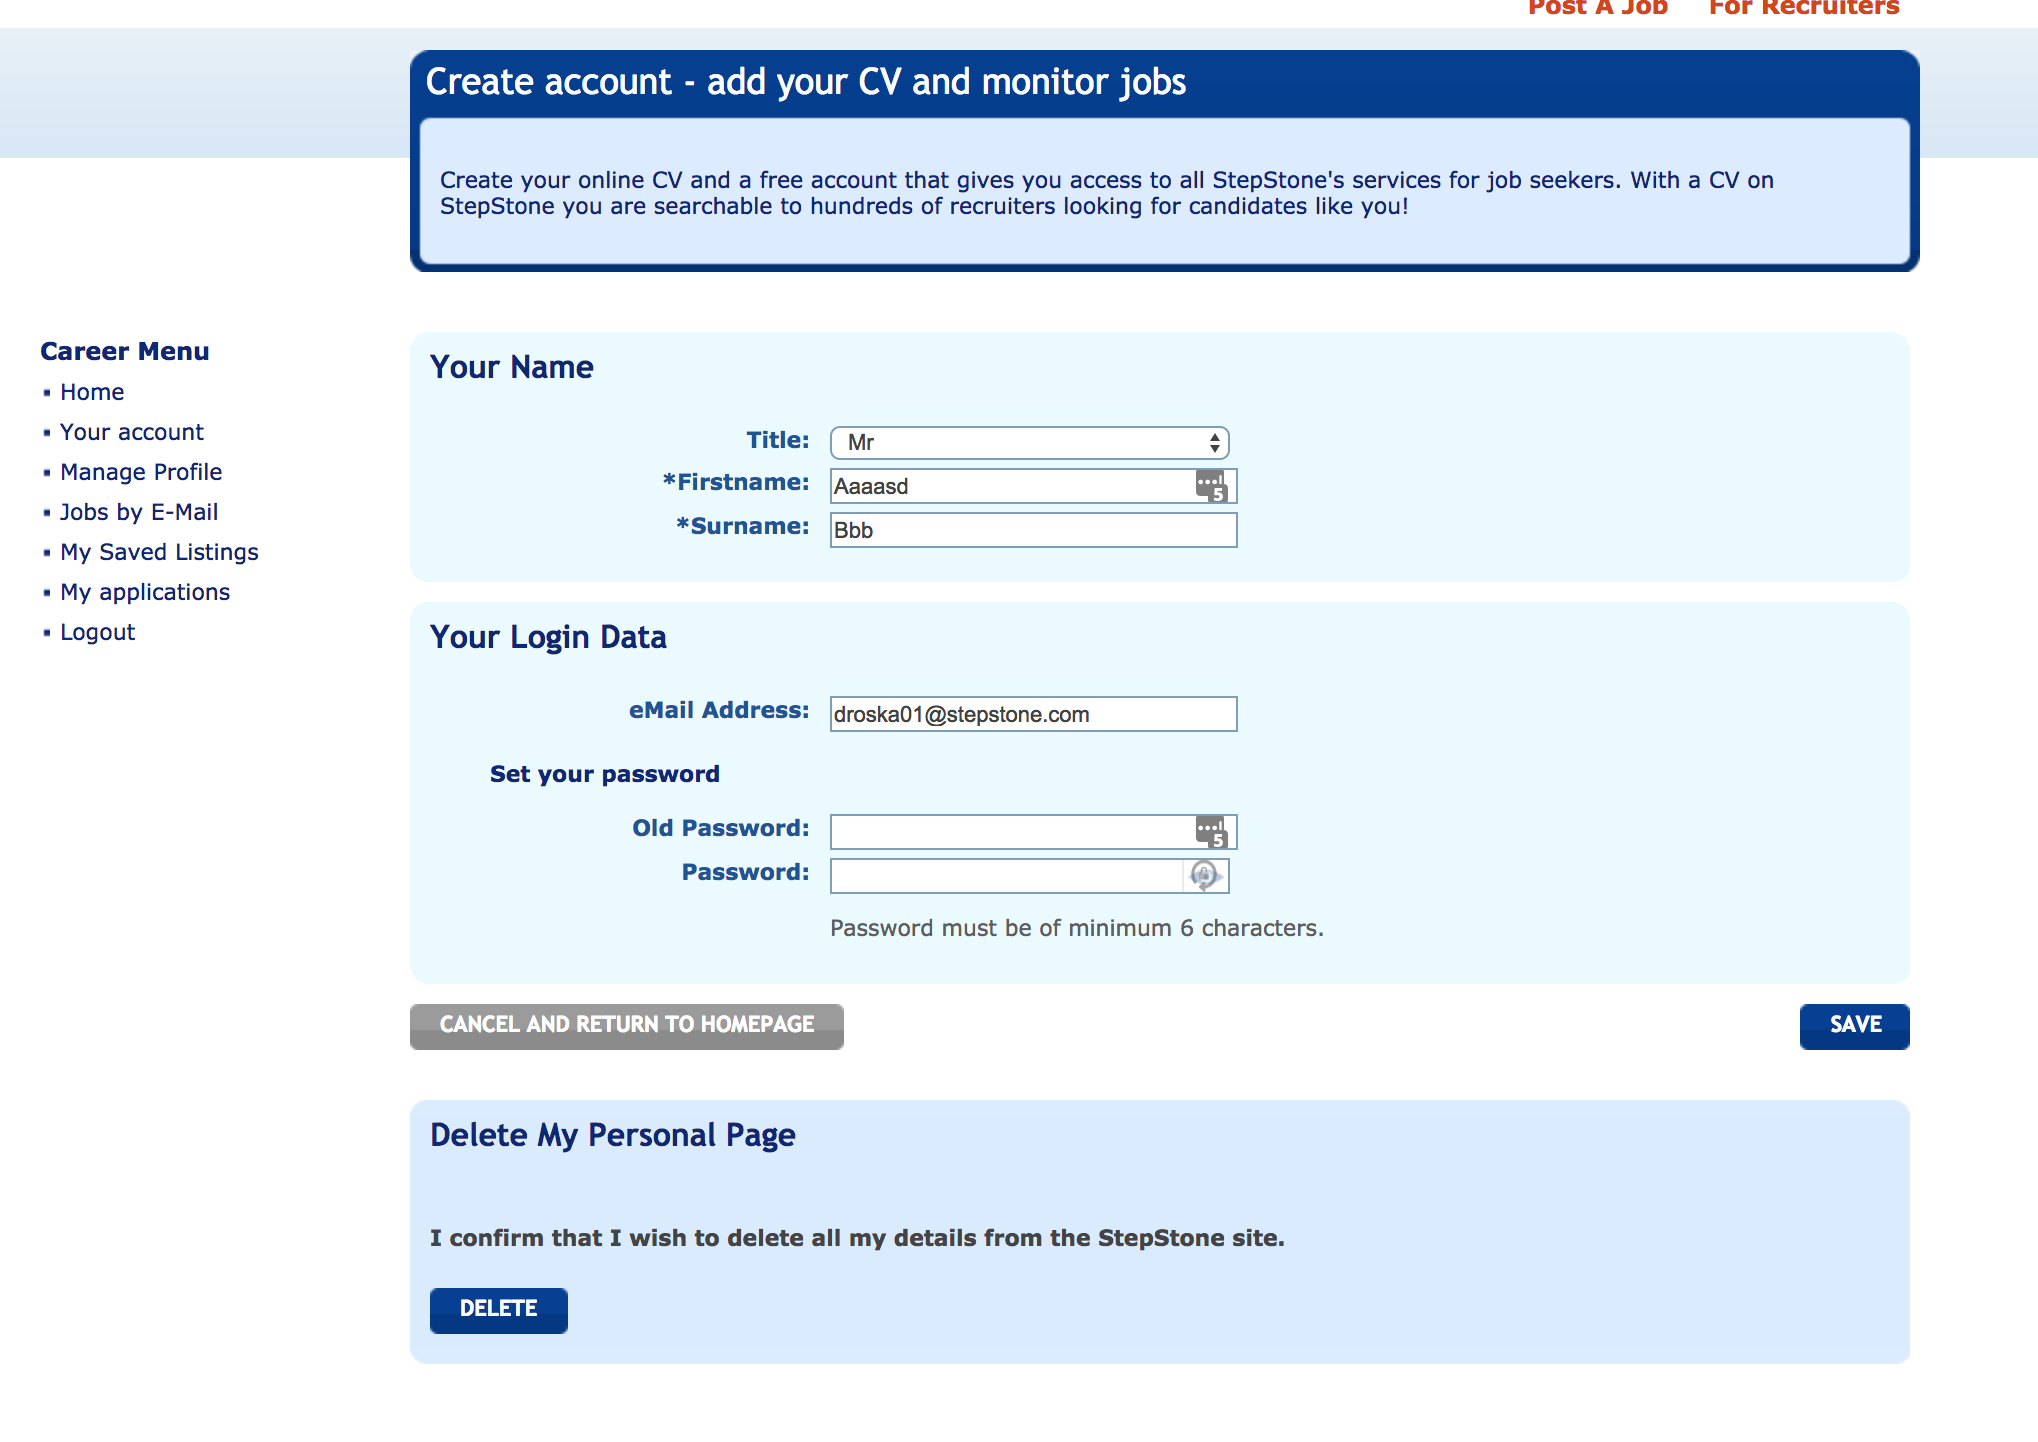 Post A Job For Recruiters
Create account - add your CV and monitor jobs
Create your online CV and a free account that gives you access to all StepStone's services for job seekers. With a CV on
StepStone you are searchable to hundreds of recruiters looking for candidates like you!
Career Menu
Home
Your account
Manage Profile
Jobs by E-Mail
My Saved Listings
My applications
Logout
Your Name
Title: Mr
*Firstname: Aaaasd 5
*Surname: Bbb
Your Login Data
eMail Address: droska01@stepstone.com
Set your password
Old Password: 5
Password:
Password must be of minimum 6 characters.
CANCEL AND RETURN TO HOMEPAGE SAVE
Delete My Personal Page
I confirm that I wish to delete all my details from the StepStone site.
DELETE